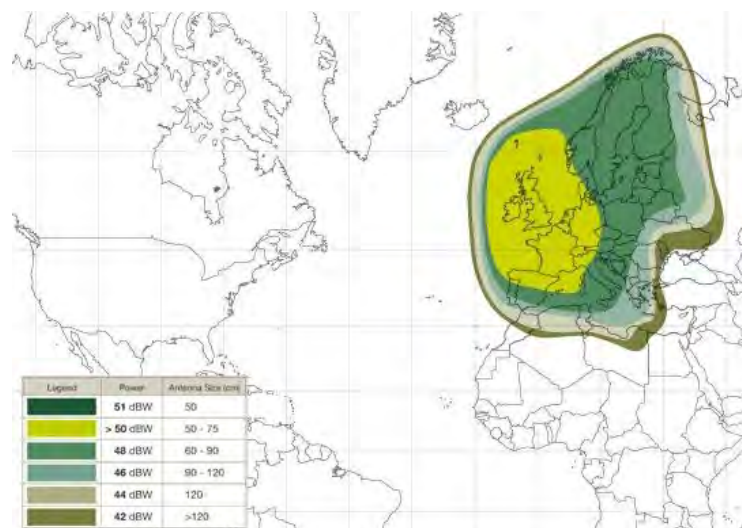 Legend Power Antenna Size (cm)
51 dBW 50
> 50 dBW 50 - 75
48 dBW 60 - 90
46 dBW 90 - 120
44 dBW 120
42 dBW >120